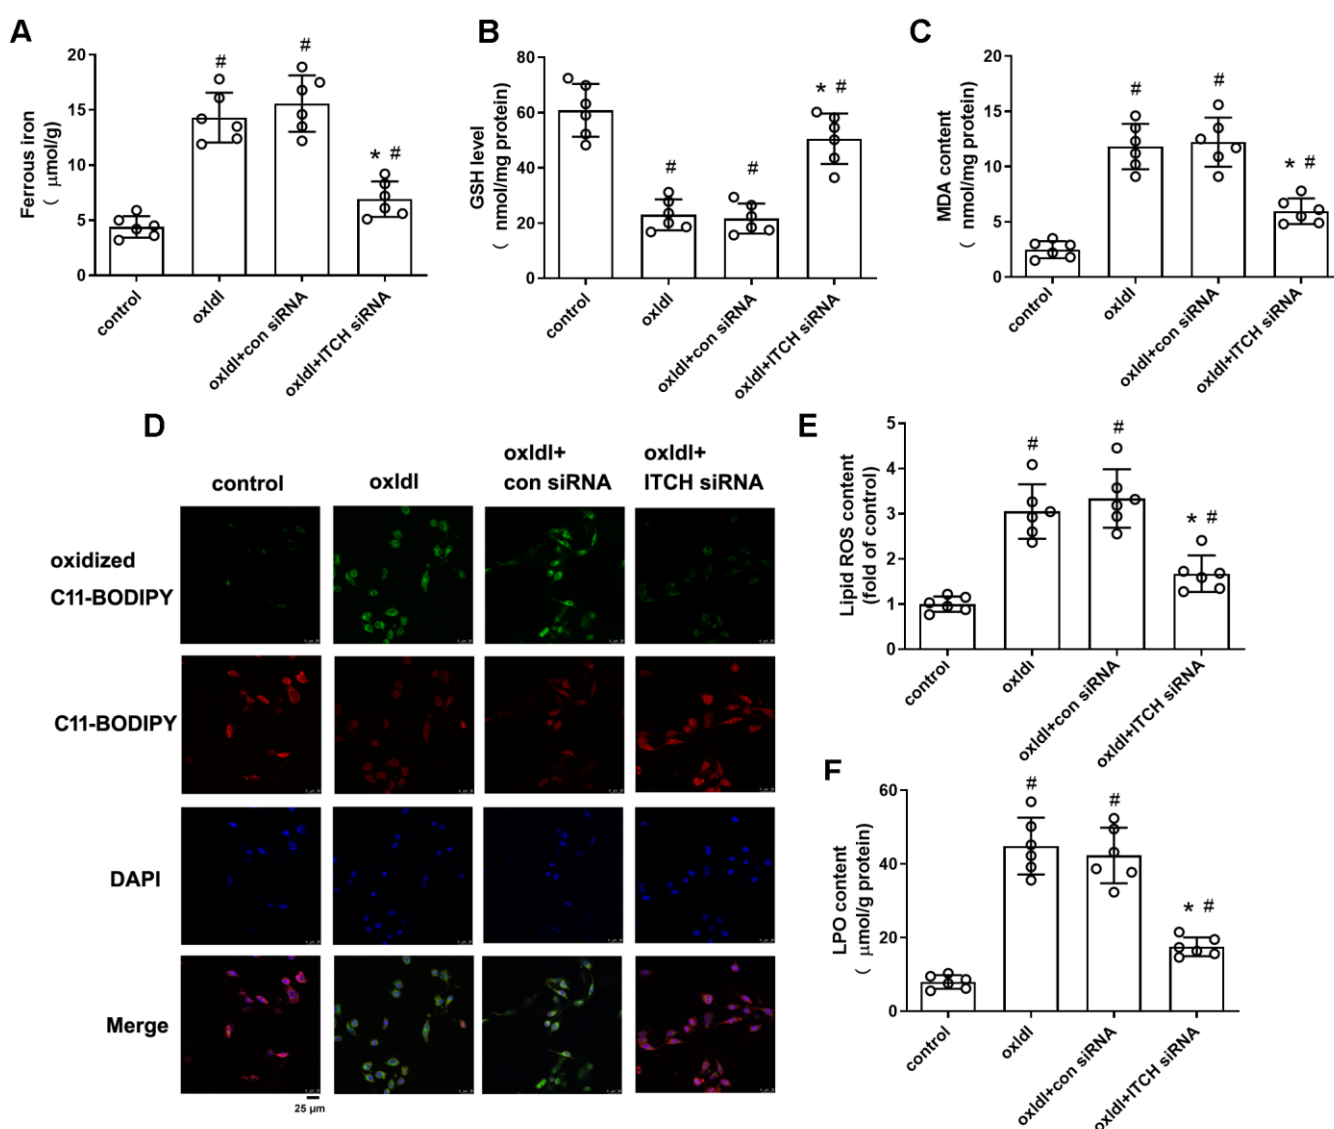 A
Ferrous iron
( μmol/g)
20
15
10
5
0
#
#
* #
control
oxldl
oxldl+con siRNA
oxldl+ITCH siRNA
B
GSH level
( nmol/mg protein)
80
60
40
20
0
#
#
* #
control
oxldl
oxldl+con siRNA
oxldl+ITCH siRNA
C
MDA content
( nmol/mg protein)
20
15
10
5
0
#
#
* #
control
oxldl
oxldl+con siRNA
oxldl+ITCH siRNA
D
control
oxldl
oxldl+
con siRNA
oxldl+
ITCH siRNA
oxidized
C11-BODIPY
C11-BODIPY
DAPI
Merge
25 μm
E
Lipid ROS content
(fold of control)
5
4
3
2
1
0
#
#
* #
control
oxldl
oxldl+con siRNA
oxldl+ITCH siRNA
F
LPO content
( μmol/g protein)
60
40
20
0
#
#
* #
control
oxldl
oxldl+con siRNA
oxldl+ITCH siRNA